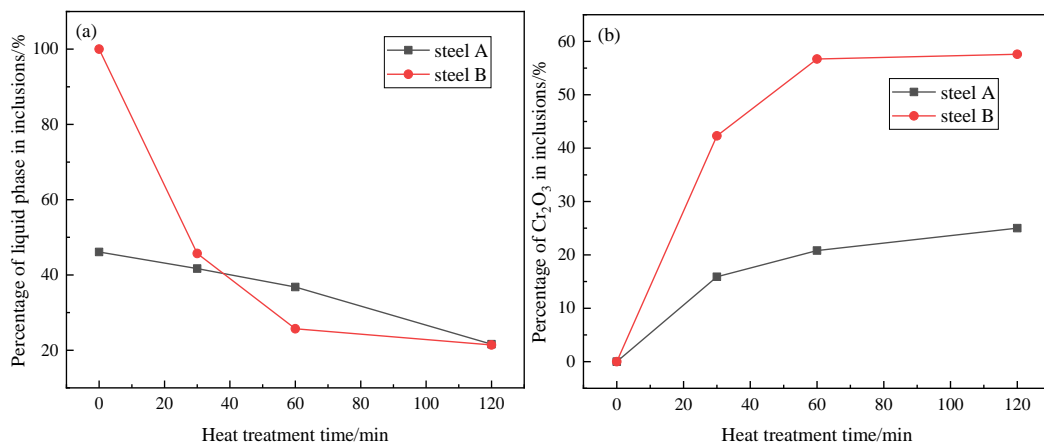 (a)
steel A
steel B
100
80
60
40
20
0 20 40 60 80 100 120
Heat treatment time/min
Percentage of liquid phase in inclusions/%
(b)
steel A
steel B
60
50
40
30
20
10
0
0 20 40 60 80 100 120
Heat treatment time/min
Percentage of Cr₂O₃ in inclusions/%